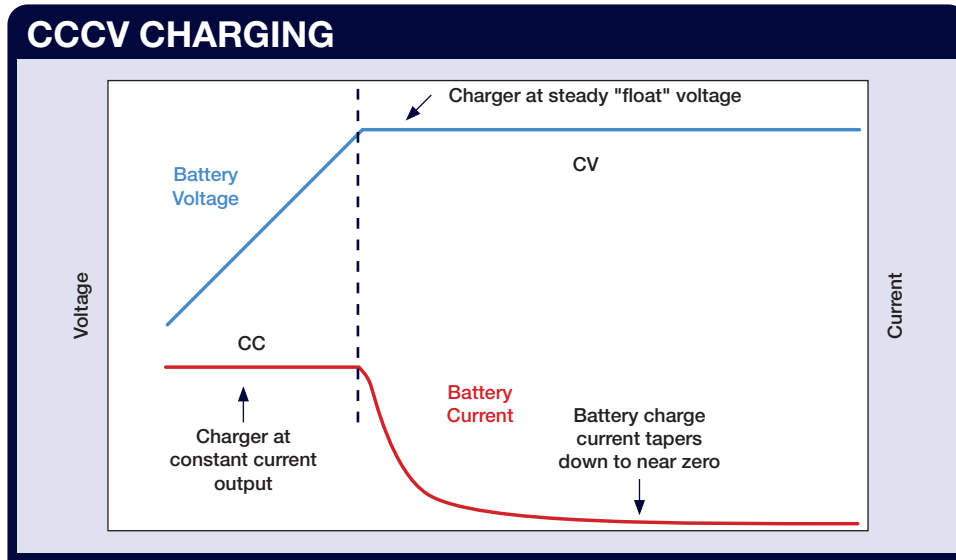 CCCV CHARGING
Charger at steady "float" voltage
CV
Battery
Voltage
Voltage
Current
CC
Battery
Current
Charger at
constant current
output
Battery charge
current tapers
down to near zero